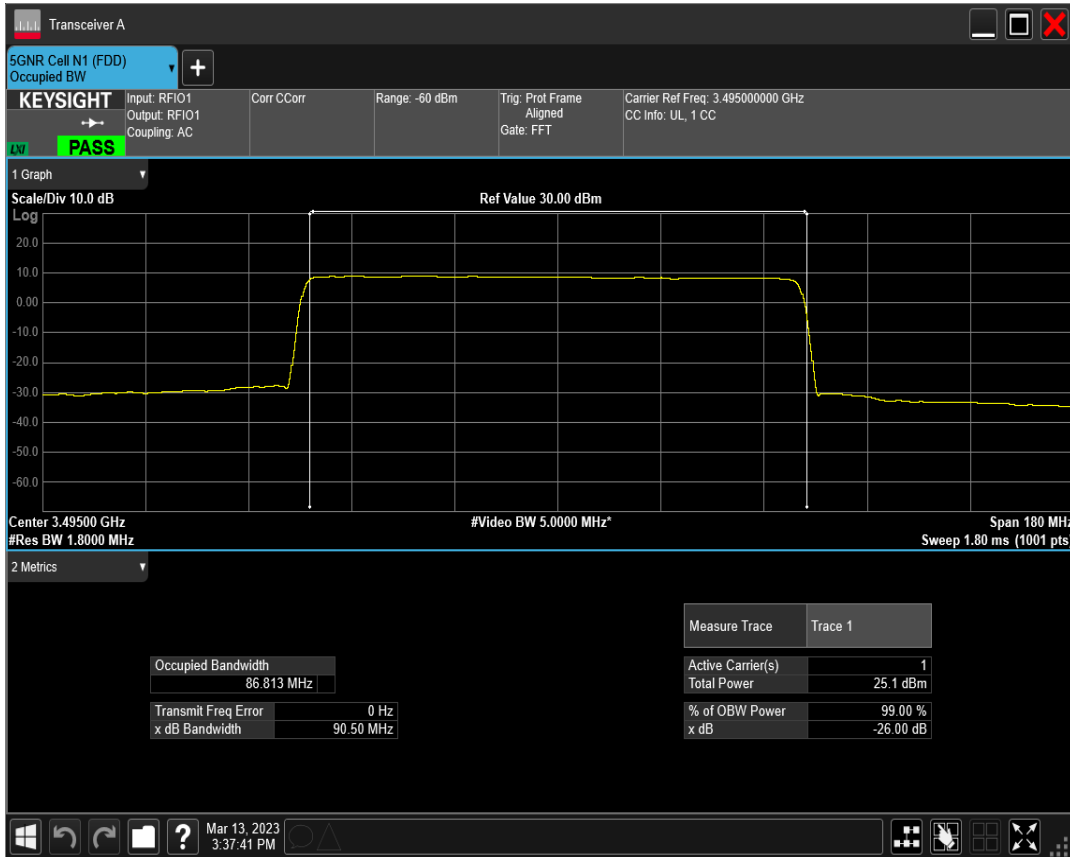 Transceiver A
5GNR Cell N1 (FDD)
Occupied BW
+
KEYSIGHT
LXI
PASS
Input: RFIO1
Output: RFIO1
Coupling: AC
Corr CCorr
Range: -60 dBm
Trig: Prot Frame
Aligned
Gate: FFT
Carrier Ref Freq: 3.495000000 GHz
CC Info: UL, 1 CC
1 Graph
Scale/Div 10.0 dB
Ref Value 30.00 dBm
Log
20.0
10.0
0.00
-10.0
-20.0
-30.0
-40.0
-50.0
-60.0
Center 3.49500 GHz
#Video BW 5.0000 MHz*
Span 180 MHz
#Res BW 1.8000 MHz
Sweep 1.80 ms (1001 pts)
2 Metrics
Measure Trace Trace 1
Occupied Bandwidth
86.813 MHz
Active Carrier(s) 1
Total Power 25.1 dBm
Transmit Freq Error 0 Hz
x dB Bandwidth 90.50 MHz
% of OBW Power 99.00 %
x dB -26.00 dB
?
Mar 13, 2023
3:37:41 PM